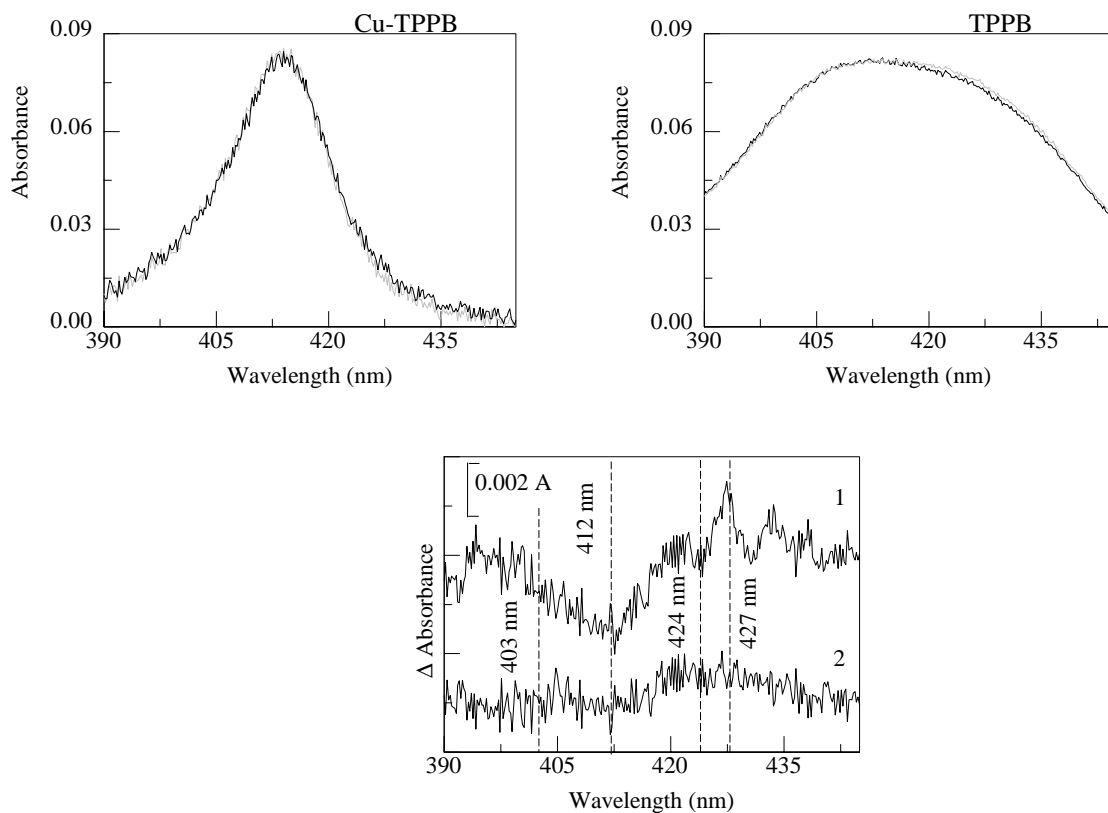 Cu-TPPB
0.09
0.06
0.03
0.00
Absorbance
390
405
420
435
Wavelength (nm)
TPPB
0.09
0.06
0.03
0.00
Absorbance
390
405
420
435
Wavelength (nm)
0.002 A
1
2
403 nm
412 nm
424 nm
427 nm
Δ Absorbance
390
405
420
435
Wavelength (nm)